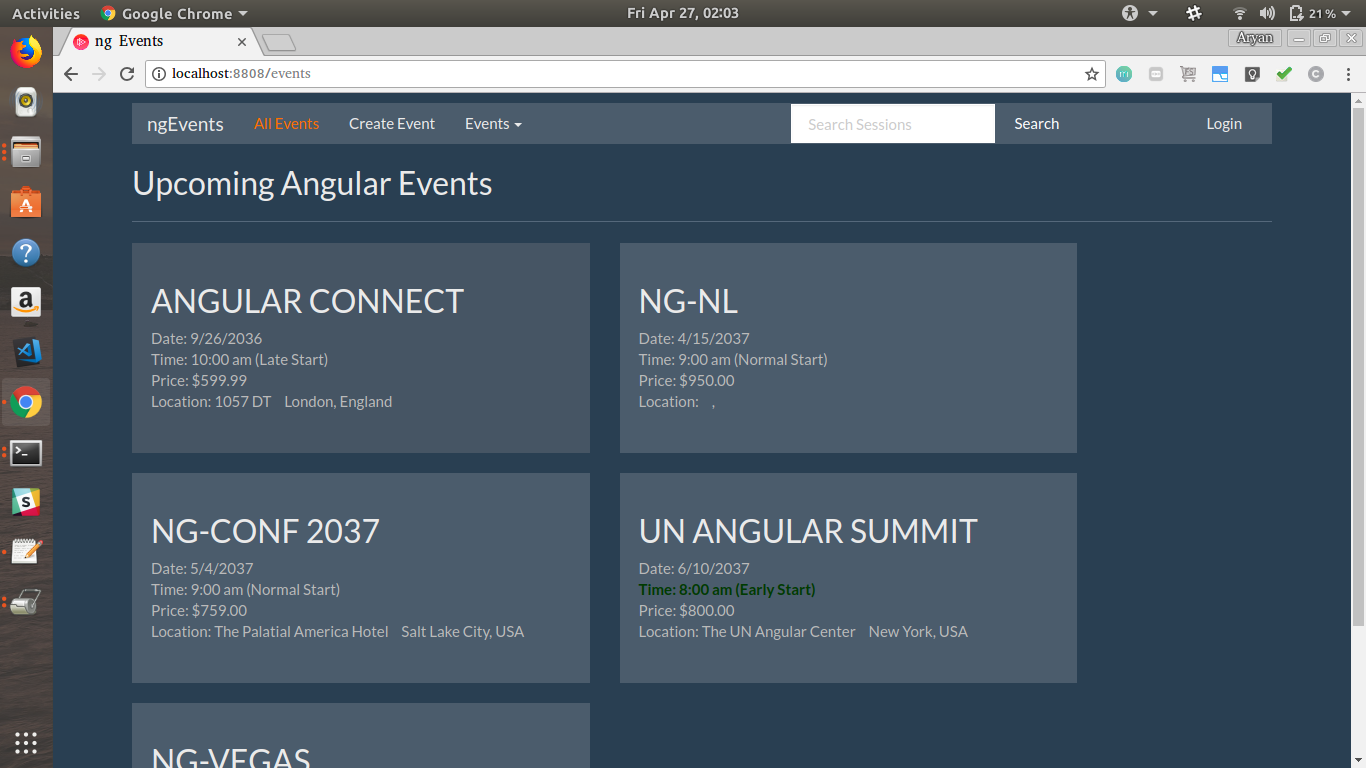 Activities Google Chrome Fri Apr 27, 02:03 21%
ng Events Aryan
localhost:8808/events
ngEvents All Events Create Event Events Search Sessions Search Login
Upcoming Angular Events
ANGULAR CONNECT
Date: 9/26/2036
Time: 10:00 am (Late Start)
Price: $599.99
Location: 1057 DT London, England
NG-NL
Date: 4/15/2037
Time: 9:00 am (Normal Start)
Price: $950.00
Location: ,
NG-CONF 2037
Date: 5/4/2037
Time: 9:00 am (Normal Start)
Price: $759.00
Location: The Palatial America Hotel Salt Lake City, USA
UN ANGULAR SUMMIT
Date: 6/10/2037
Time: 8:00 am (Early Start)
Price: $800.00
Location: The UN Angular Center New York, USA
NG-VEGAS